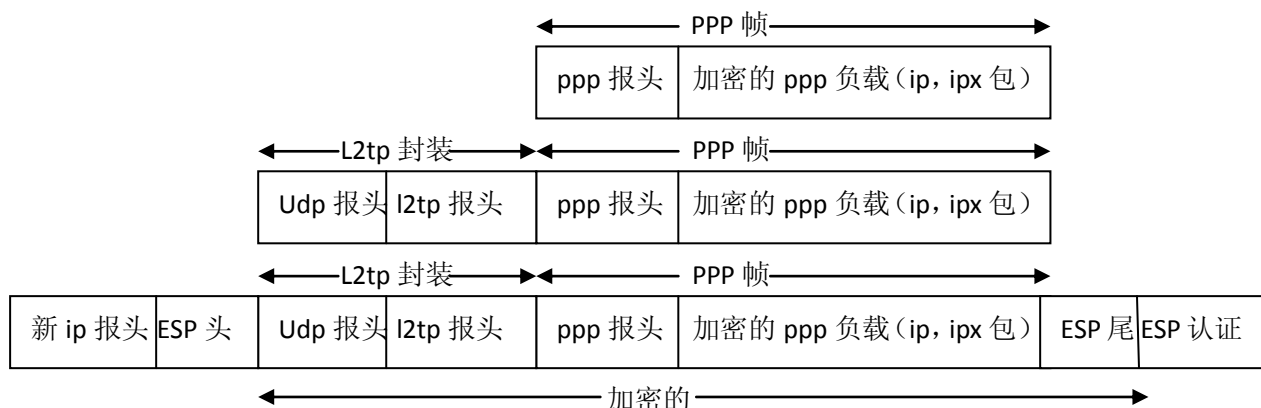 PPP 帧
ppp 报头 加密的 ppp 负载（ip，ipx 包）
L2tp 封装 PPP 帧
Udp 报头 l2tp 报头 ppp 报头 加密的 ppp 负载（ip，ipx 包）
L2tp 封装 PPP 帧
新 ip 报头 ESP 头 Udp 报头 l2tp 报头 ppp 报头 加密的 ppp 负载（ip，ipx 包） ESP 尾 ESP 认证
加密的